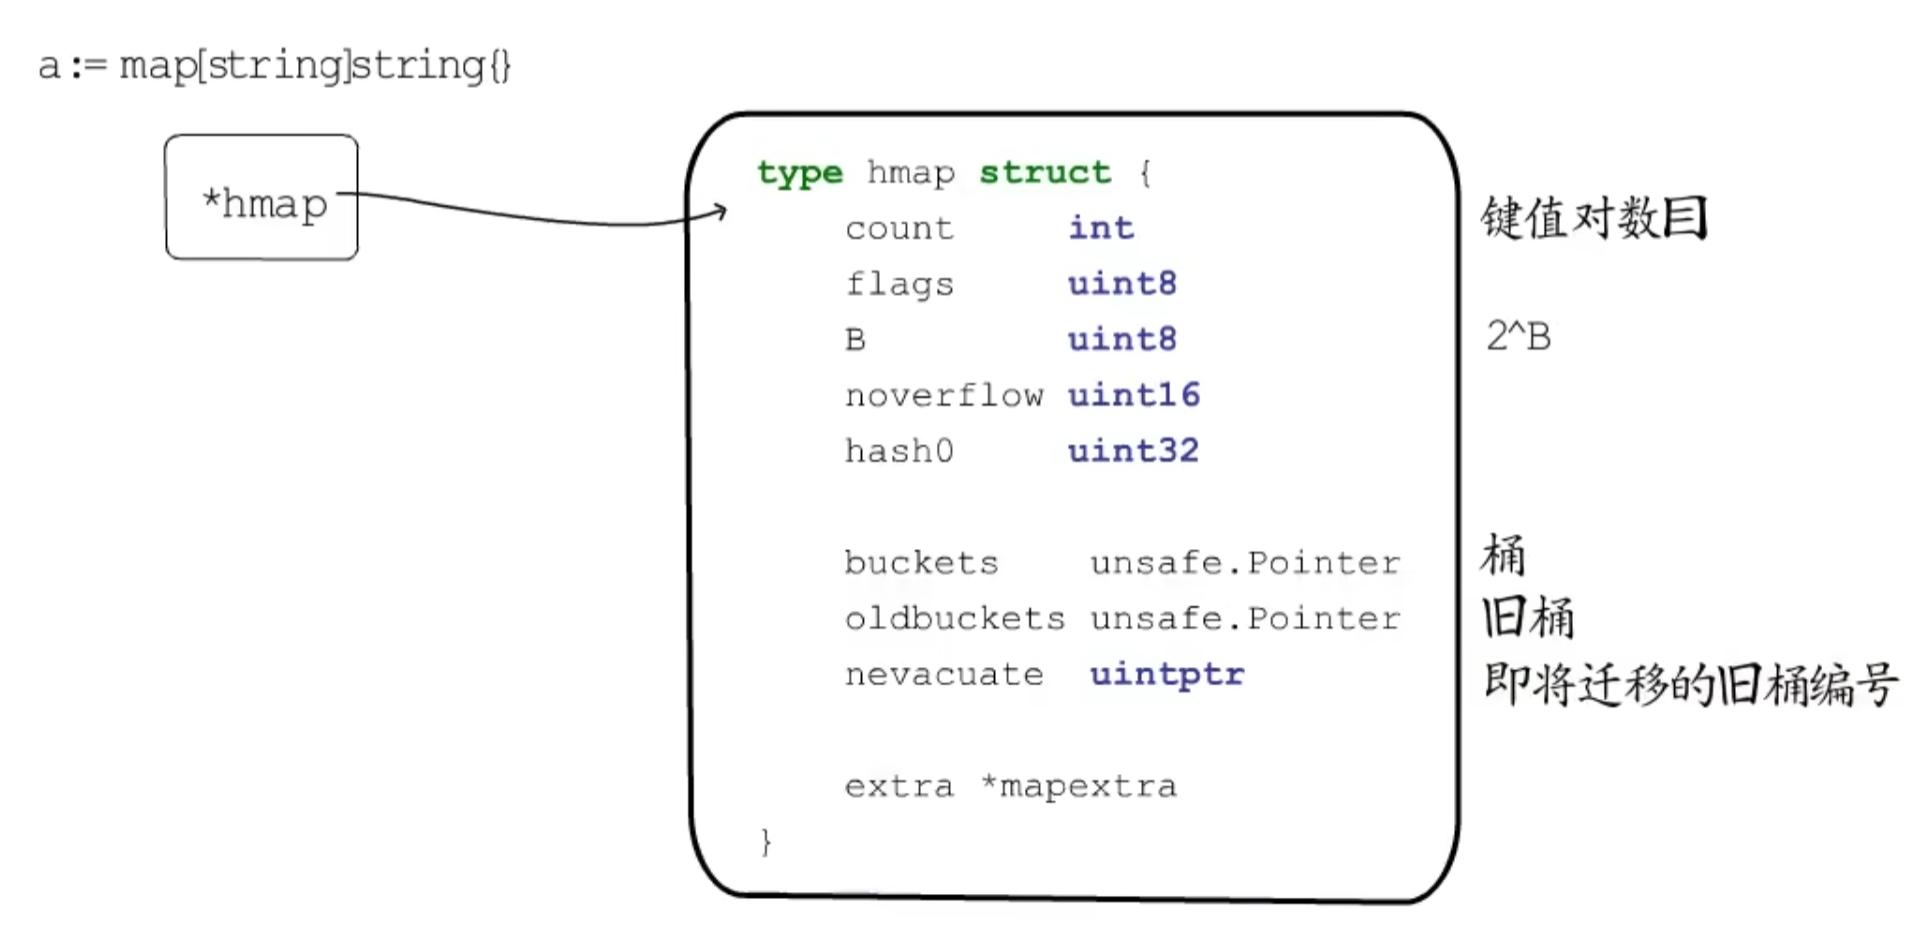 a := map[string]string{}
*hmap
type hmap struct {
count int 键值对数目
flags uint8
B uint8 2^B
noverflow uint16
hash0 uint32
buckets unsafe.Pointer 桶
oldbuckets unsafe.Pointer 旧桶
nevacuate uintptr 即将迁移的旧桶编号
extra *mapextra
}